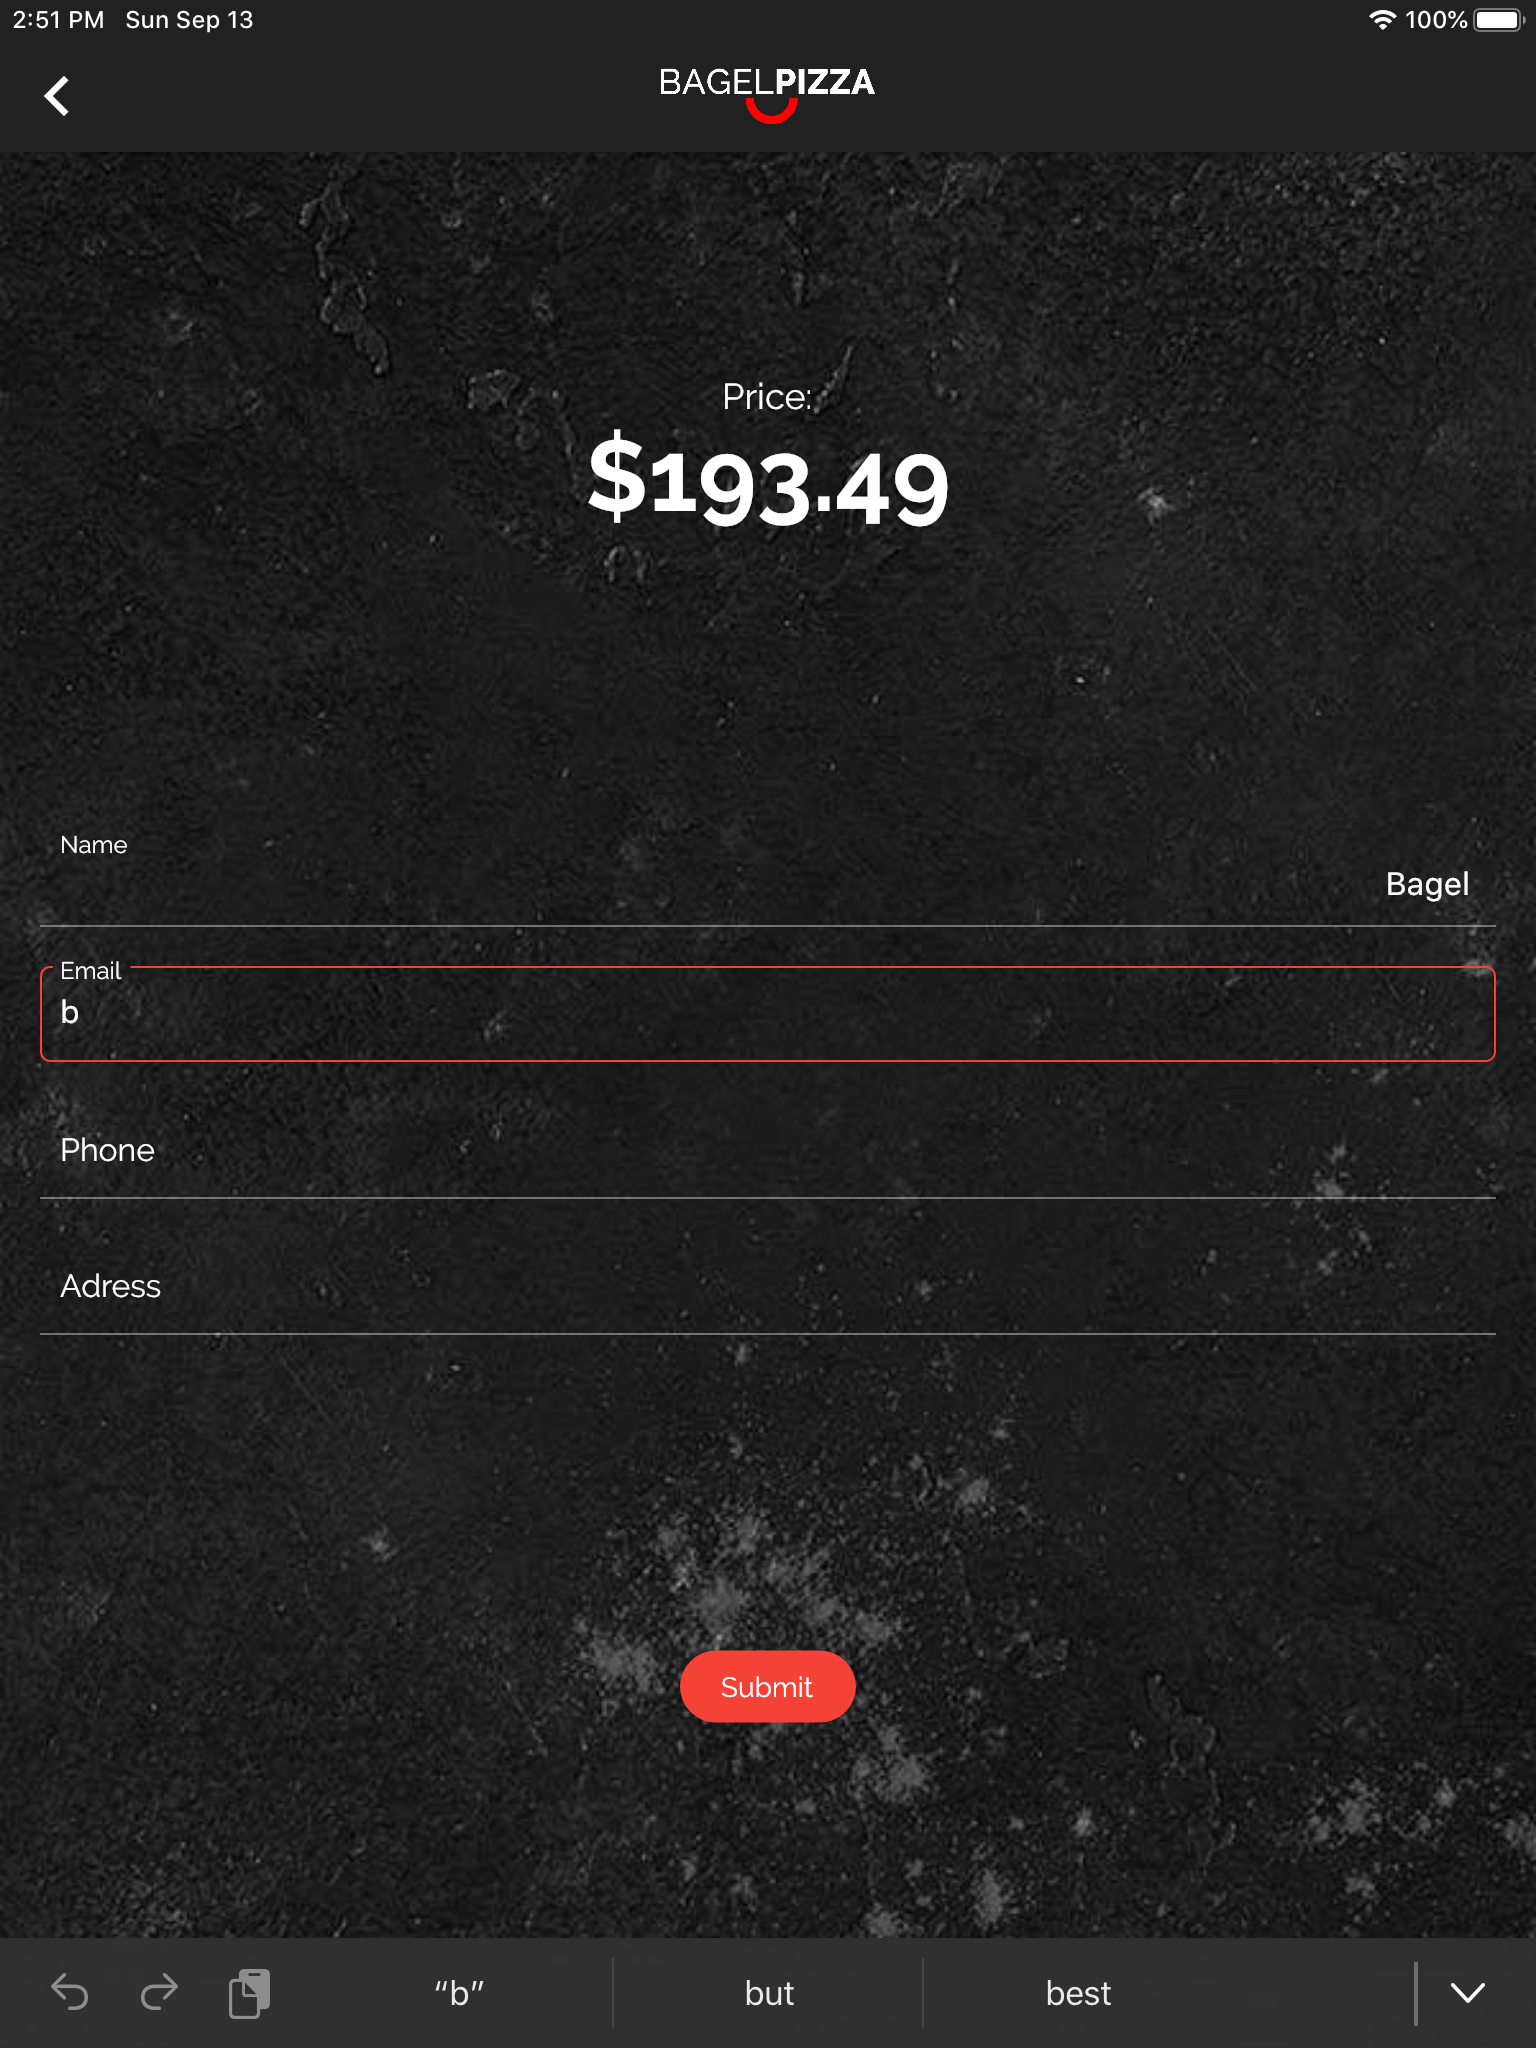 2:51 PM Sun Sep 13 100%
BAGELPIZZA
Price:
$193.49
Name
Bagel
Email
b
Phone
Adress
Submit
“b” but best